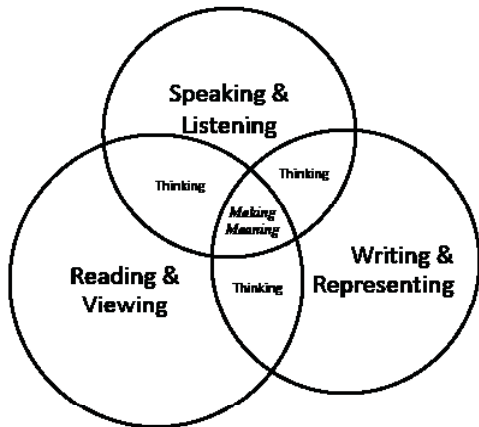 Speaking &
Listening
Thinking
Thinking
Making
Meaning
Reading &
Viewing
Writing &
Representing
Thinking